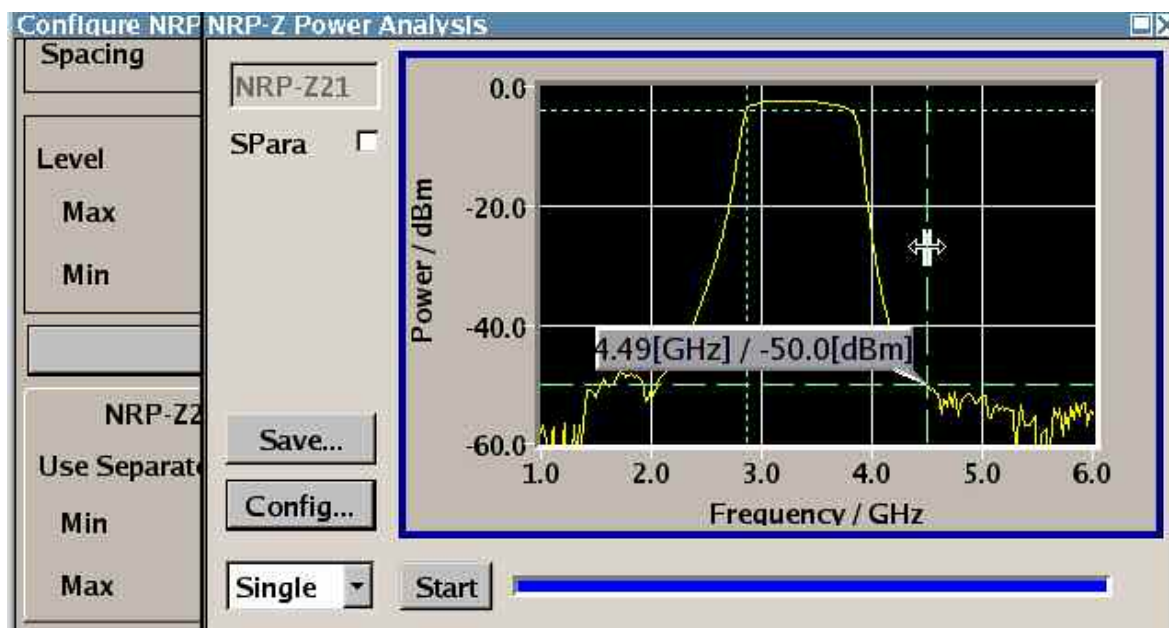 Configure NRP
Spacing
Level
Max
Min
NRP-Z2
Use Separate
Min
Max
NRP-Z Power Analysis
NRP-Z21
SPara
Save...
Config...
Single
Start
Power / dBm
0.0
-20.0
-40.0
-60.0
4.49[GHz] / -50.0[dBm]
1.0 2.0 3.0 4.0 5.0 6.0
Frequency / GHz